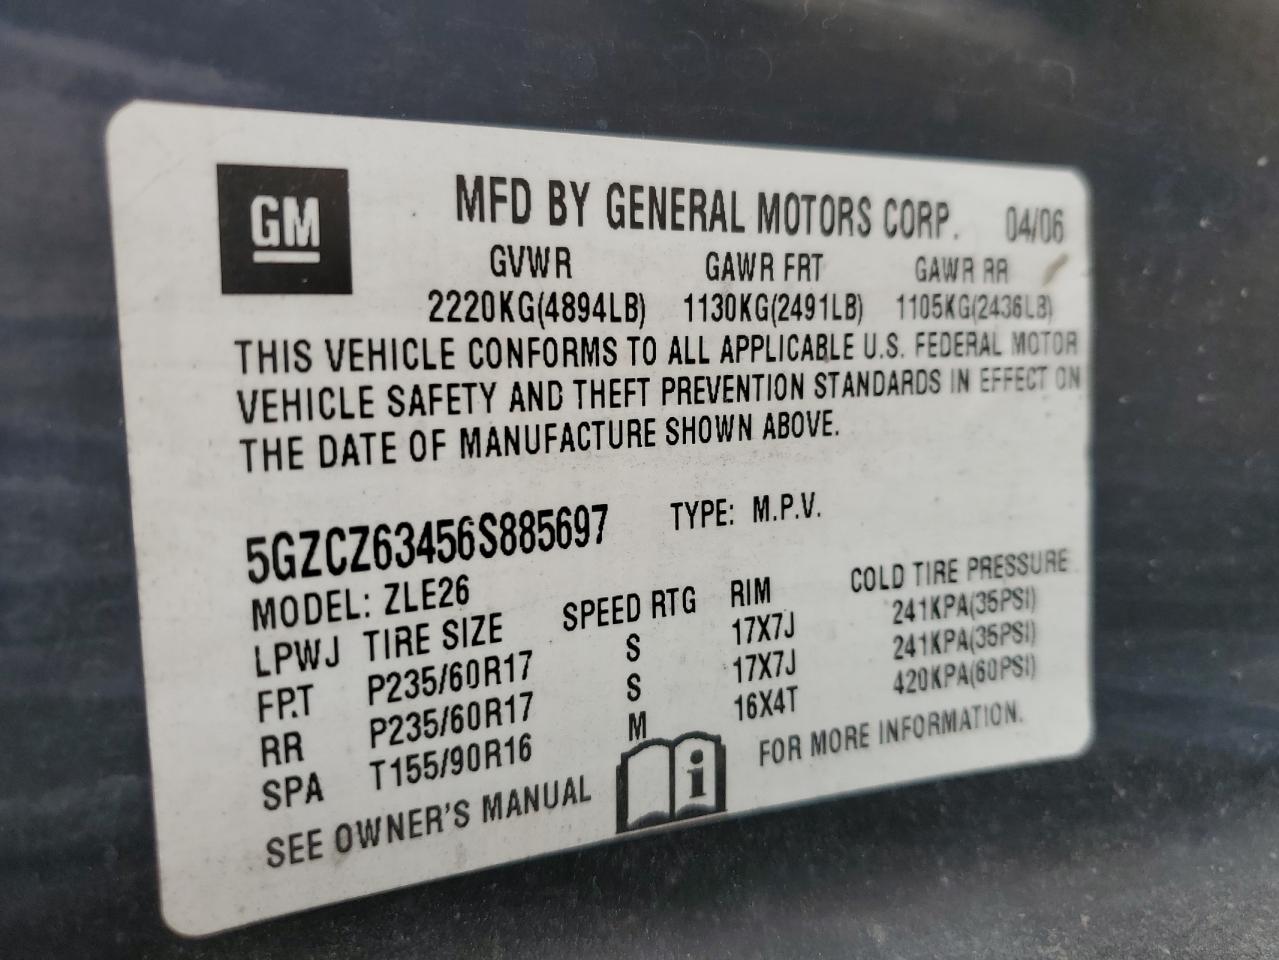 GM
MFD BY GENERAL MOTORS CORP. 04/06
GVWR GAWR FRT GAWR RR
2220KG(4894LB) 1130KG(2491LB) 1105KG(2436LB)
THIS VEHICLE CONFORMS TO ALL APPLICABLE U.S. FEDERAL MOTOR
VEHICLE SAFETY AND THEFT PREVENTION STANDARDS IN EFFECT ON
THE DATE OF MANUFACTURE SHOWN ABOVE.
5GZCZ63456S885697 TYPE: M.P.V.
MODEL: ZLE26
LPWJ TIRE SIZE SPEED RTG RIM COLD TIRE PRESSURE
FRT P235/60R17 S 17X7J 241KPA(35PSI)
RR P235/60R17 S 17X7J 241KPA(35PSI)
SPA T155/90R16 M 16X4T 420KPA(60PSI)
SEE OWNER'S MANUAL i FOR MORE INFORMATION.